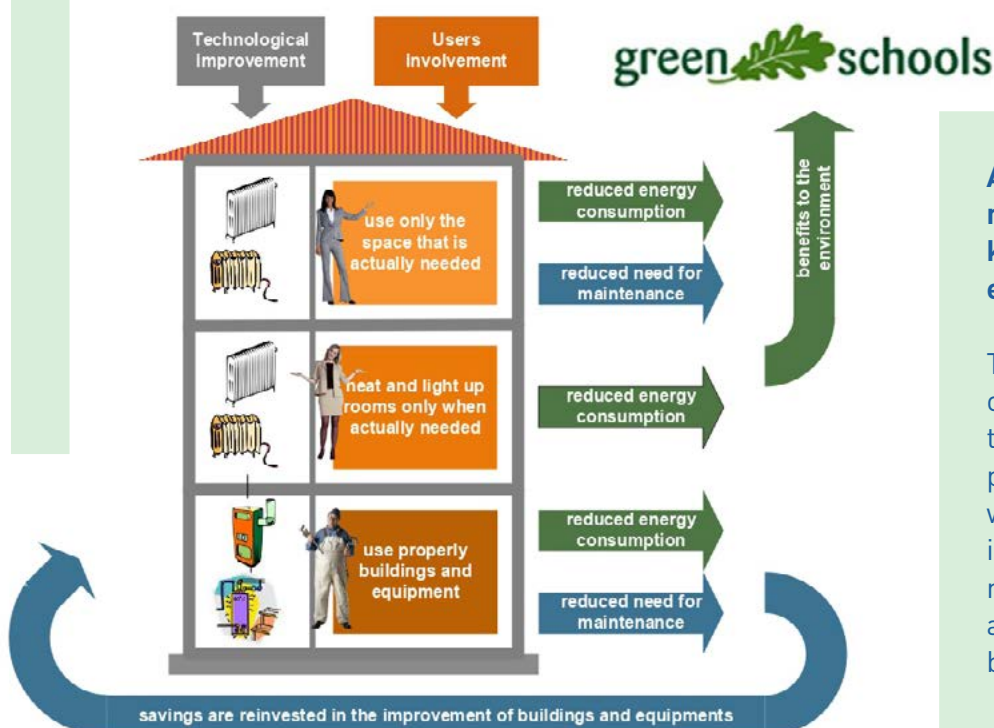 Technological
Improvement
Users
Involvement
green schools
use only the
space that is
actually needed
reduced energy
consumption
reduced need for
maintenance
benefits to the
environment
heat and light up
rooms only when
actually needed
reduced energy
consumption
use properly
buildings and
equipment
reduced energy
consumption
reduced need for
maintenance
savings are reinvested in the improvement of buildings and equipments